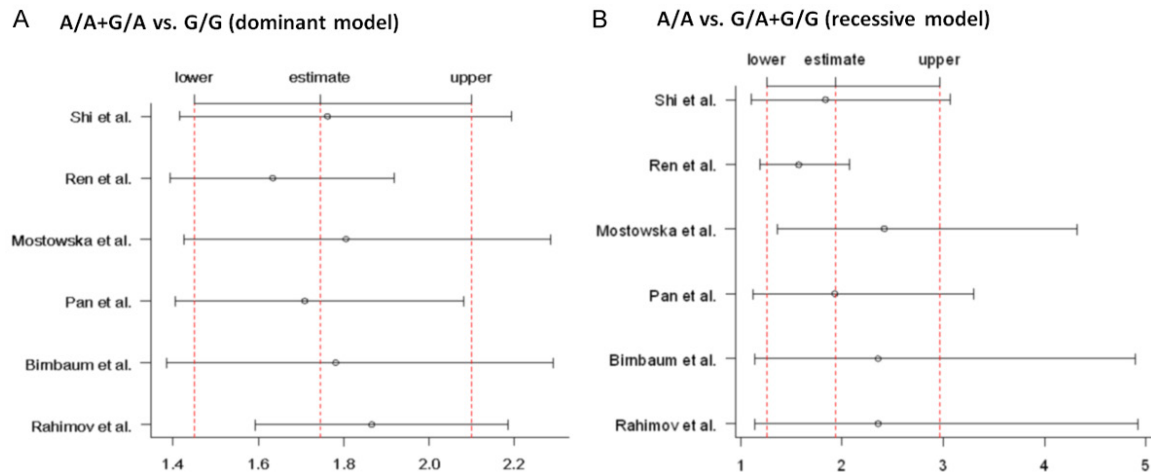 A A/A+G/A vs. G/G (dominant model)
lower estimate upper
Shi et al.
Ren et al.
Mostowska et al.
Pan et al.
Birnbaum et al.
Rahimov et al.
1.4 1.6 1.8 2.0 2.2
B A/A vs. G/A+G/G (recessive model)
lower estimate upper
Shi et al.
Ren et al.
Mostowska et al.
Pan et al.
Birnbaum et al.
Rahimov et al.
1 2 3 4 5